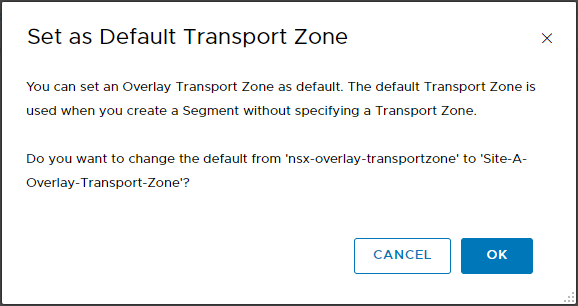 Set as Default Transport Zone
You can set an Overlay Transport Zone as default. The default Transport Zone is
used when you create a Segment without specifying a Transport Zone.
Do you want to change the default from 'nsx-overlay-transportzone' to 'Site-A-
Overlay-Transport-Zone'?
CANCEL
OK